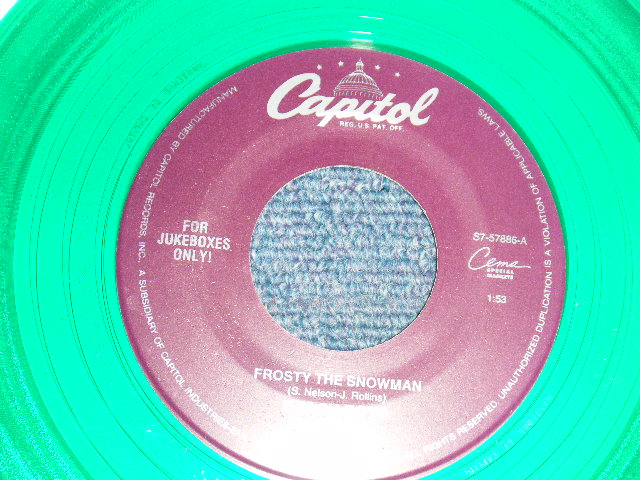 Capitol
REG. U.S. PAT. OFF.
FOR
JUKEBOXES
ONLY!
S7-57886-A
Cema
SPECIAL
MARKETS
1:53
FROSTY THE SNOWMAN
(S. Nelson-J. Rollins)
MANUFACTURED BY CAPITOL RECORDS, INC. A SUBSIDIARY OF CAPITOL INDUSTRIES-
ALL RIGHTS RESERVED. UNAUTHORIZED DUPLICATION IS A VIOLATION OF APPLICABLE LAWS.